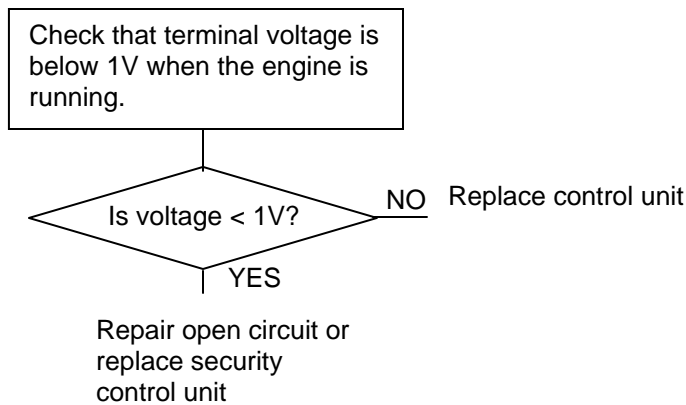 Check that terminal voltage is
below 1V when the engine is
running.
Is voltage < 1V?
NO
Replace control unit
YES
Repair open circuit or
replace security
control unit